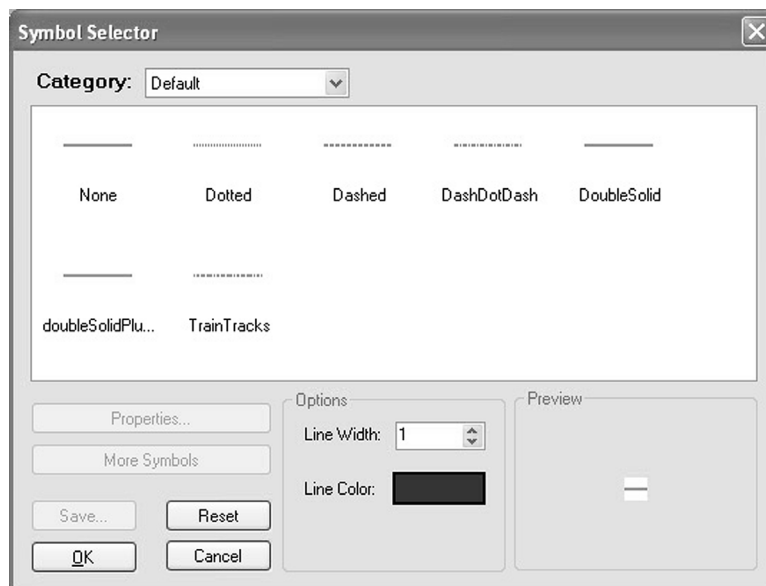 Symbol Selector
Category: Default
None Dotted Dashed DashDotDash DoubleSolid
doubleSolidPlu... TrainTracks
Properties...
More Symbols
Save... Reset
OK Cancel
Options
Line Width: 1
Line Color:
Preview